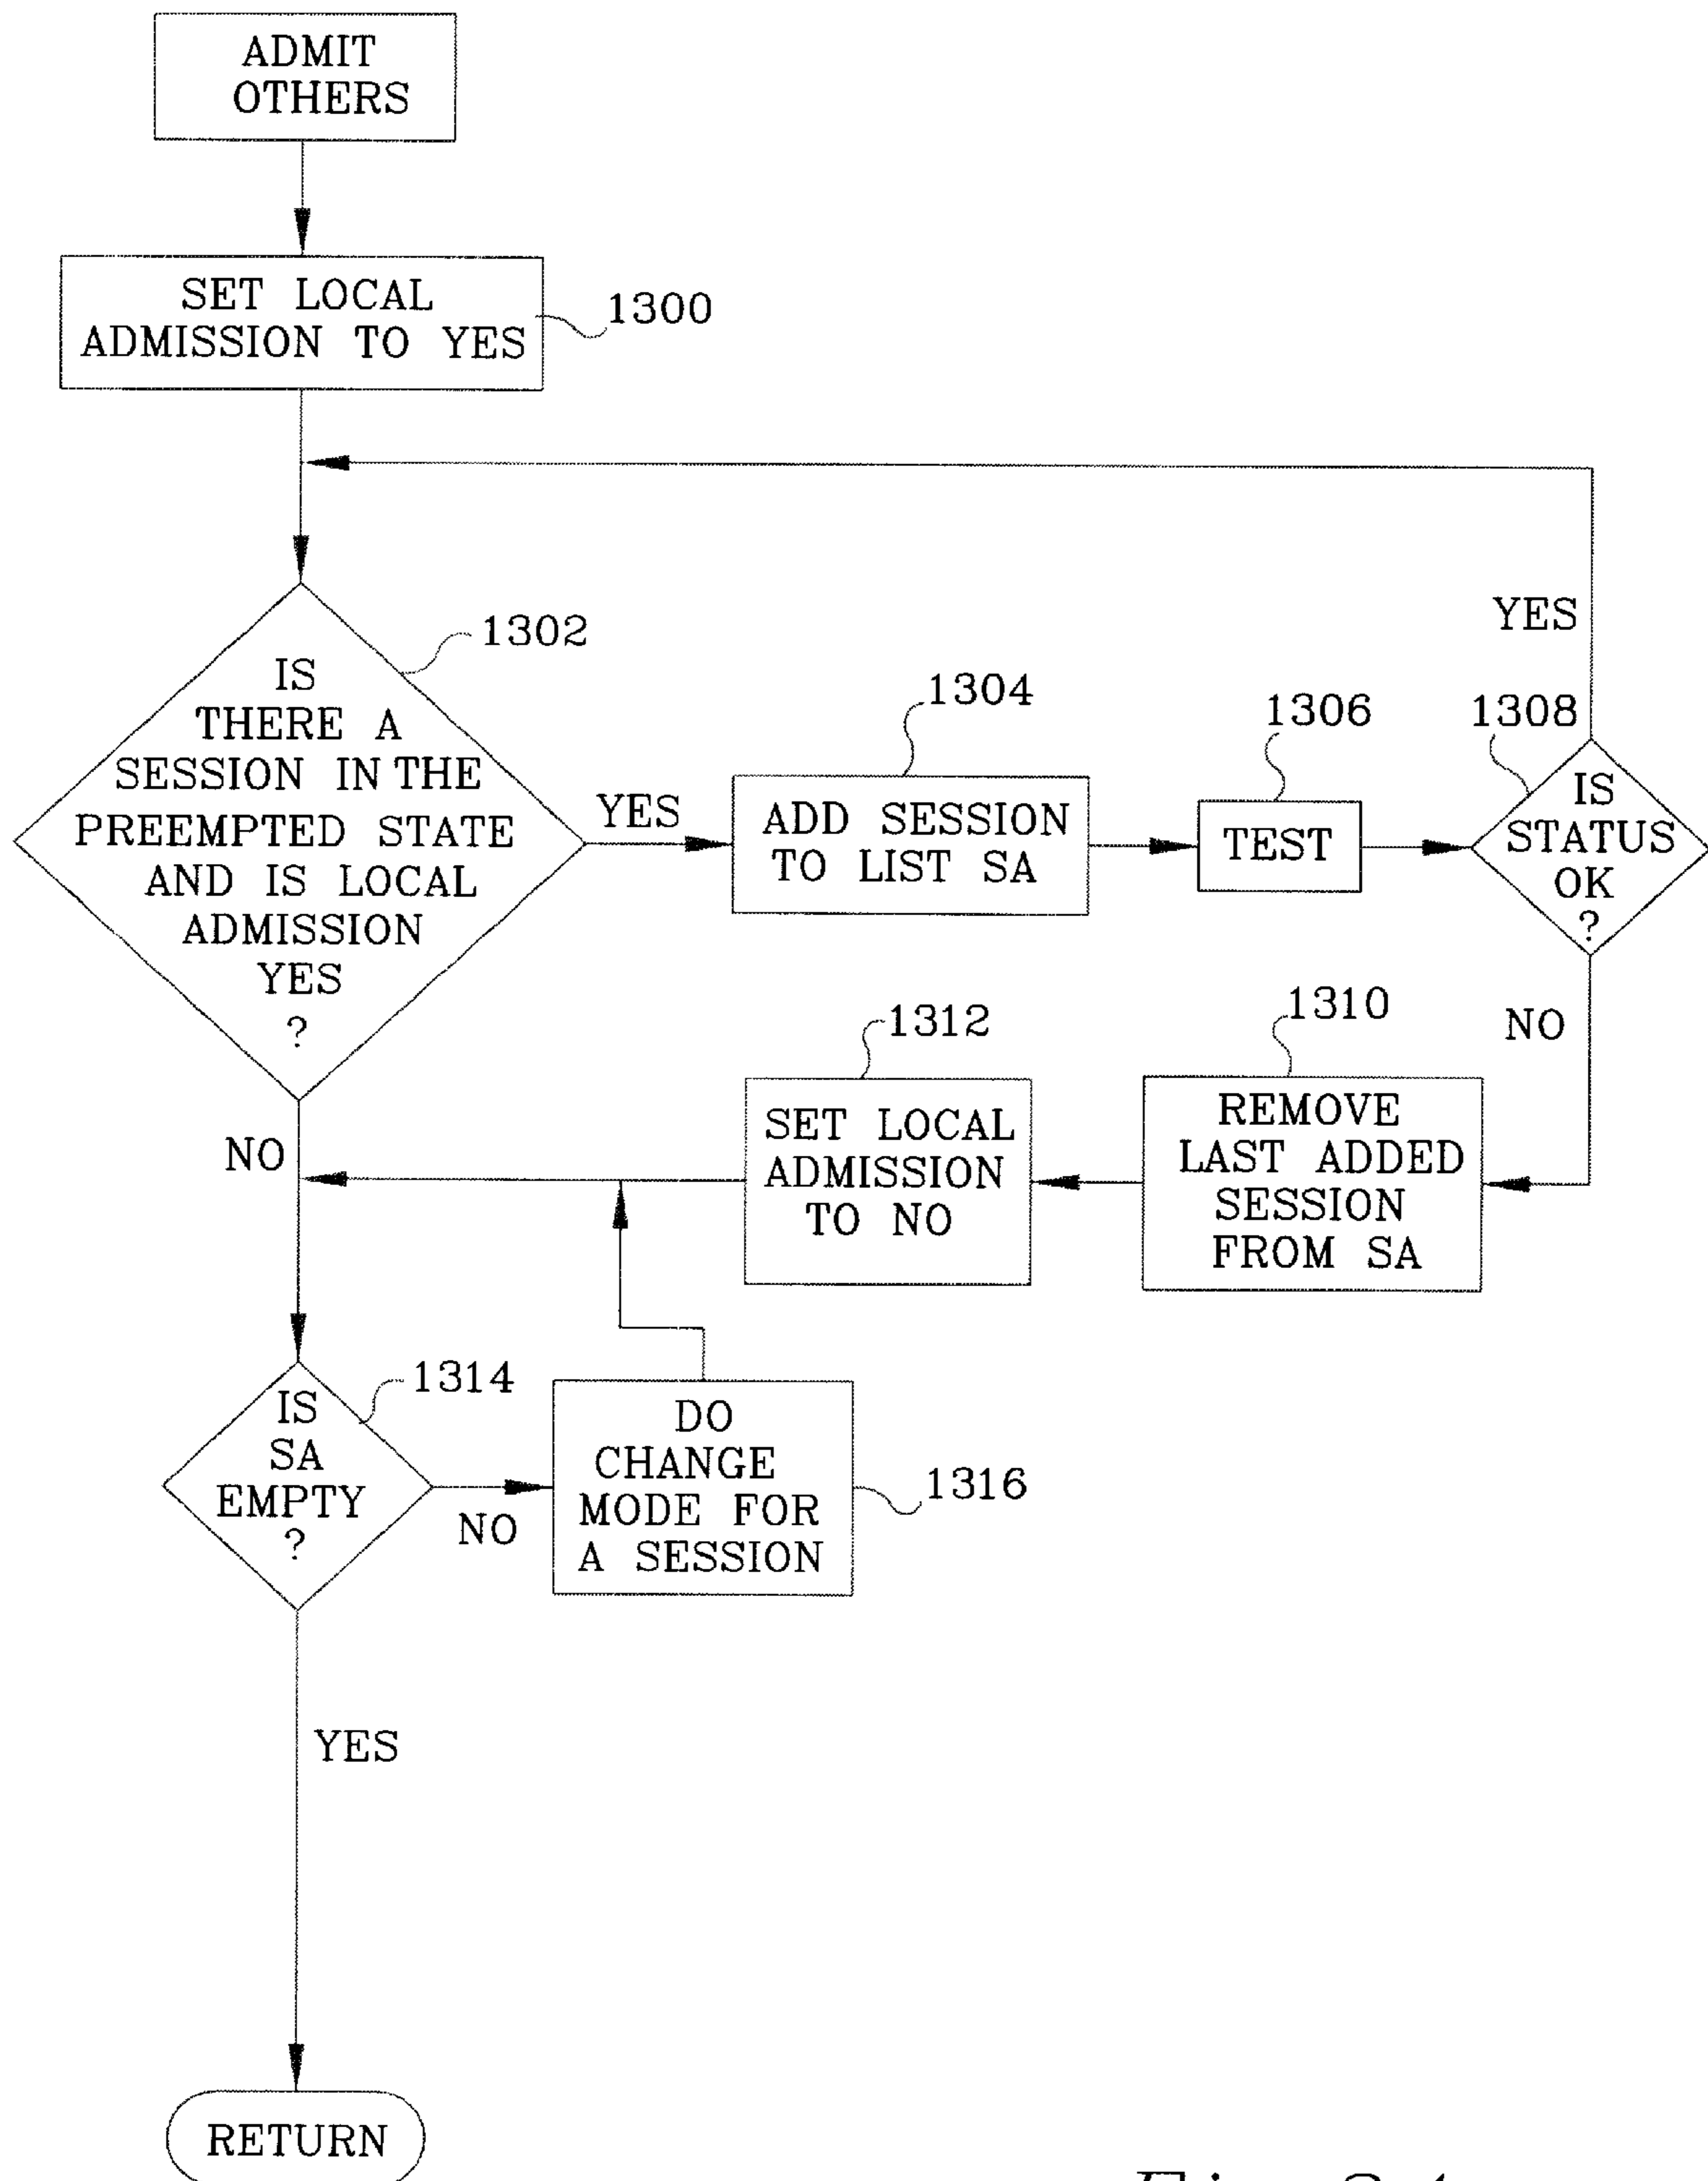 ADMIT
OTHERS
SET LOCAL
ADMISSION TO YES
1300
1302
IS
THERE A
SESSION IN THE
PREEMPTED STATE
AND IS LOCAL
ADMISSION
YES
?
YES
1304
ADD SESSION
TO LIST SA
1306
TEST
1308
IS
STATUS
OK
?
YES
NO
1310
REMOVE
LAST ADDED
SESSION
FROM SA
1312
SET LOCAL
ADMISSION
TO NO
NO
1314
IS
SA
EMPTY
?
NO
DO
CHANGE
MODE FOR
A SESSION
1316
YES
RETURN